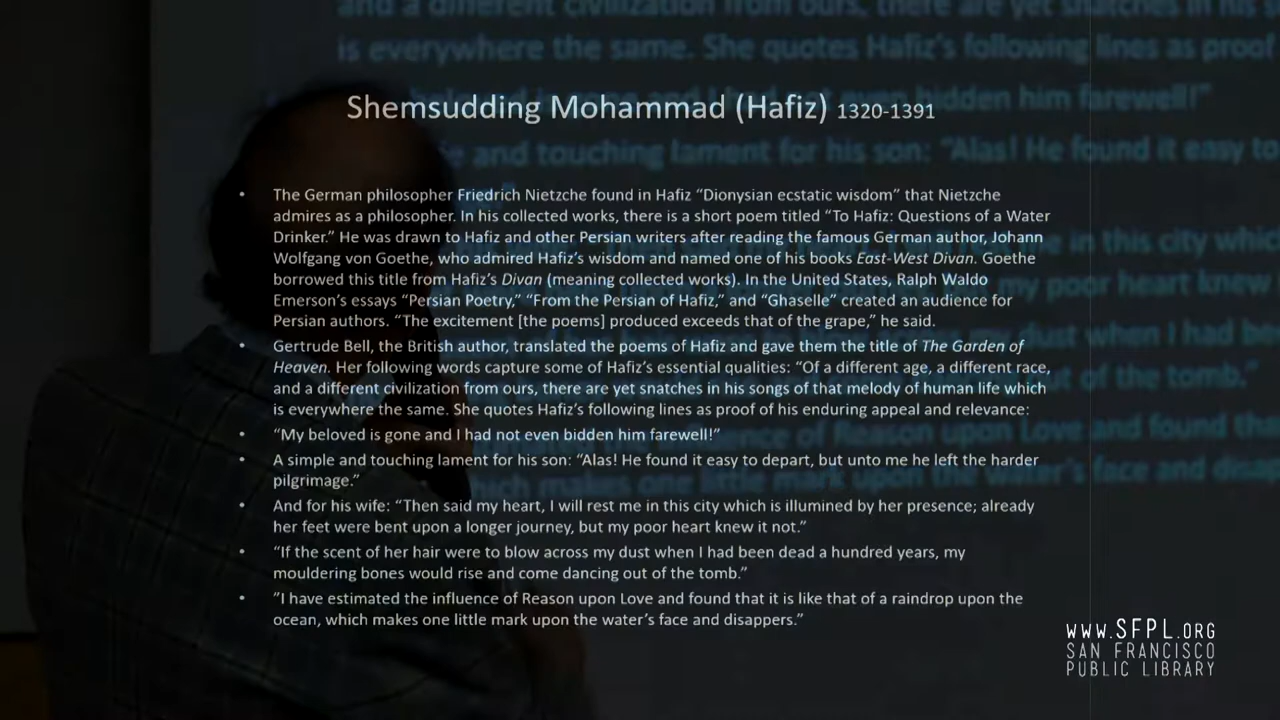 Shemsudding Mohammad (Hafiz) 1320-1391
• The German philosopher Friedrich Nietzche found in Hafiz “Dionysian ecstatic wisdom” that Nietzche
admires as a philosopher. In his collected works, there is a short poem titled “To Hafiz: Questions of a Water
Drinker.” He was drawn to Hafiz and other Persian writers after reading the famous German author, Johann
Wolfgang von Goethe, who admired Hafiz’s wisdom and named one of his books East-West Divan. Goethe
borrowed this title from Hafiz’s Divan (meaning collected works). In the United States, Ralph Waldo
Emerson’s essays “Persian Poetry,” “From the Persian of Hafiz,” and “Ghaselle” created an audience for
Persian authors. “The excitement [the poems] produced exceeds that of the grape,” he said.
• Gertrude Bell, the British author, translated the poems of Hafiz and gave them the title of The Garden of
Heaven. Her following words capture some of Hafiz’s essential qualities: “Of a different age, a different race,
and a different civilization from ours, there are yet snatches in his songs of that melody of human life which
is everywhere the same. She quotes Hafiz’s following lines as proof of his enduring appeal and relevance:
• “My beloved is gone and I had not even bidden him farewell!”
• A simple and touching lament for his son: “Alas! He found it easy to depart, but unto me he left the harder
pilgrimage.”
• And for his wife: “Then said my heart, I will rest me in this city which is illumined by her presence; already
her feet were bent upon a longer journey, but my poor heart knew it not.”
• “If the scent of her hair were to blow across my dust when I had been dead a hundred years, my
mouldering bones would rise and come dancing out of the tomb.”
• ”I have estimated the influence of Reason upon Love and found that it is like that of a raindrop upon the
ocean, which makes one little mark upon the water’s face and disappers.”
www.SFPL.ORG
SAN FRANCISCO
PUBLIC LIBRARY